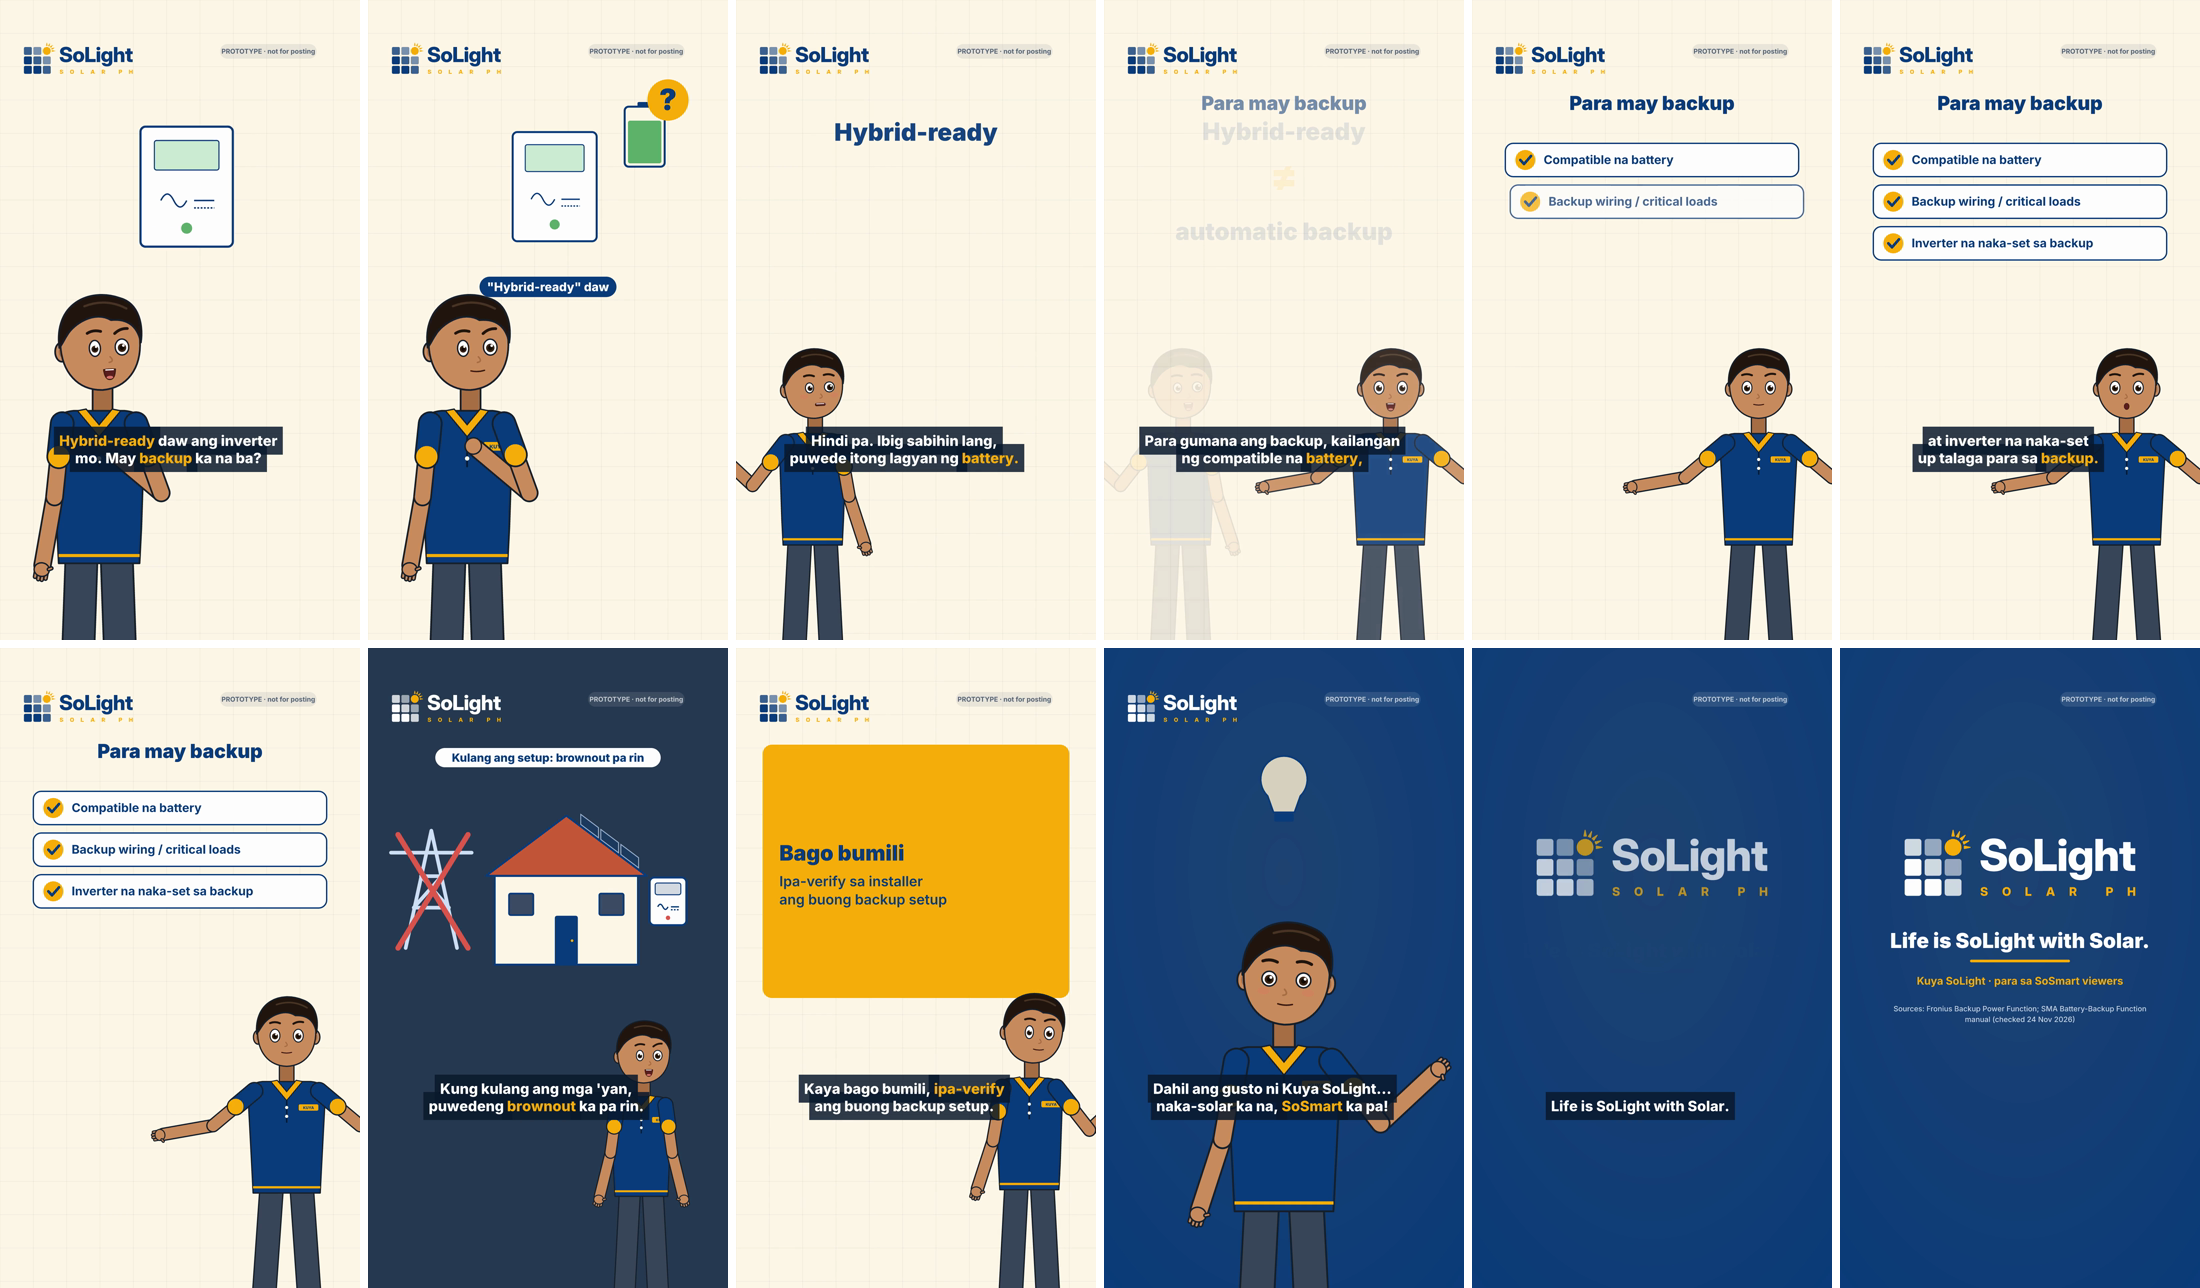 SoLight
SOLAR PH
PROTOTYPE - not for posting
Hybrid-ready daw ang inverter
mo. May backup ka na ba?
SoLight
SOLAR PH
PROTOTYPE - not for posting
?
"Hybrid-ready" daw
SoLight
SOLAR PH
PROTOTYPE - not for posting
Hybrid-ready
Hindi pa. Ibig sabihin lang,
puwede itong lagyan ng battery.
SoLight
SOLAR PH
PROTOTYPE - not for posting
Para may backup
Hybrid-ready
≠
automatic backup
Para gumana ang backup, kailangan
ng compatible na battery,
KUYA
SoLight
SOLAR PH
PROTOTYPE - not for posting
Para may backup
Compatible na battery
Backup wiring / critical loads
KUYA
SoLight
SOLAR PH
PROTOTYPE - not for posting
Para may backup
Compatible na battery
Backup wiring / critical loads
Inverter na naka-set sa backup
at inverter na naka-set
up talaga para sa backup.
KUYA
SoLight
SOLAR PH
PROTOTYPE - not for posting
Para may backup
Compatible na battery
Backup wiring / critical loads
Inverter na naka-set sa backup
KUYA
SoLight
SOLAR PH
PROTOTYPE - not for posting
Kulang ang setup: brownout pa rin
Kung kulang ang mga 'yan,
puwedeng brownout ka pa rin.
SoLight
SOLAR PH
PROTOTYPE - not for posting
Bago bumili
Ipa-verify sa installer
ang buong backup setup
Kaya bago bumili, ipa-verify
ang buong backup setup.
KUYA
SoLight
SOLAR PH
PROTOTYPE - not for posting
Dahil ang gusto ni Kuya SoLight...
naka-solar ka na, SoSmart ka pa!
PROTOTYPE - not for posting
SoLight
SOLAR PH
Life is SoLight with Solar.
PROTOTYPE - not for posting
SoLight
SOLAR PH
Life is SoLight with Solar.
Kuya SoLight · para sa SoSmart viewers
Sources: Fronius Backup Power Function; SMA Battery-Backup Function
manual (checked 24 Nov 2026)